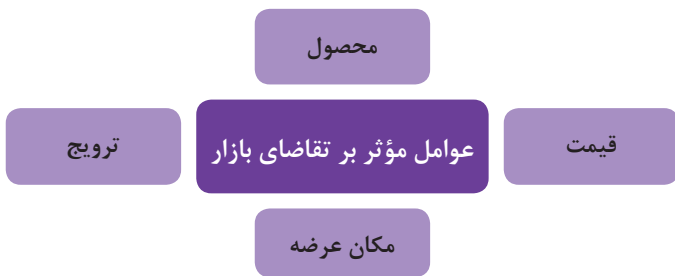 محصول
قیمت
عوامل مؤثر بر تقاضای بازار
ترویج
مکان عرضه